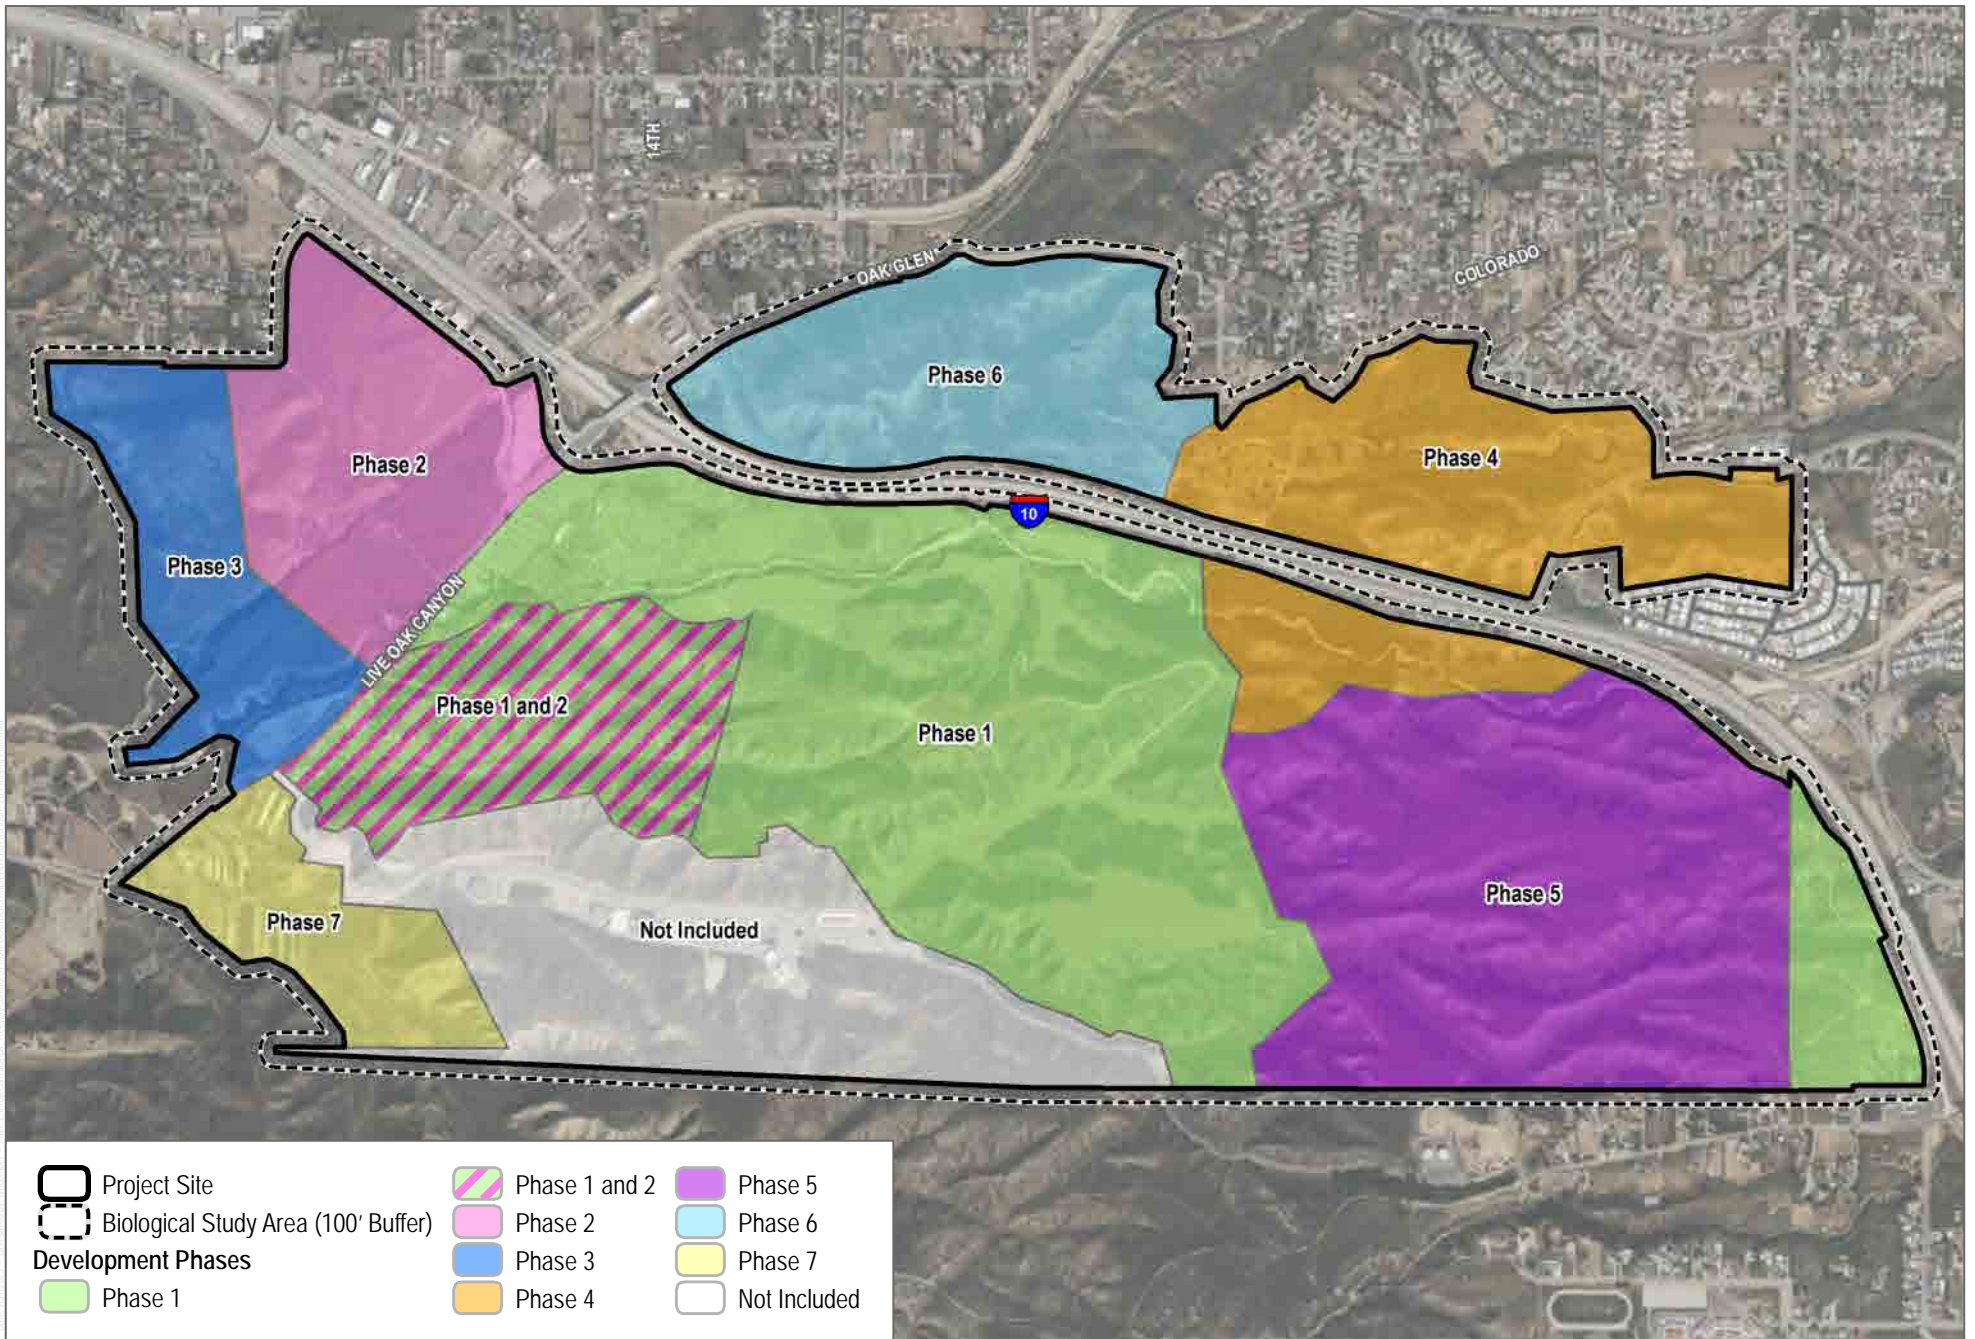 14TH
OAK GLEN
COLORADO
Phase 6
Phase 4
Phase 2
10
Phase 3
LIVE OAK CANYON
Phase 1 and 2
Phase 1
Phase 5
Phase 7
Not Included
Project Site
Biological Study Area (100' Buffer)
Development Phases
Phase 1
Phase 1 and 2
Phase 2
Phase 3
Phase 4
Phase 5
Phase 6
Phase 7
Not Included